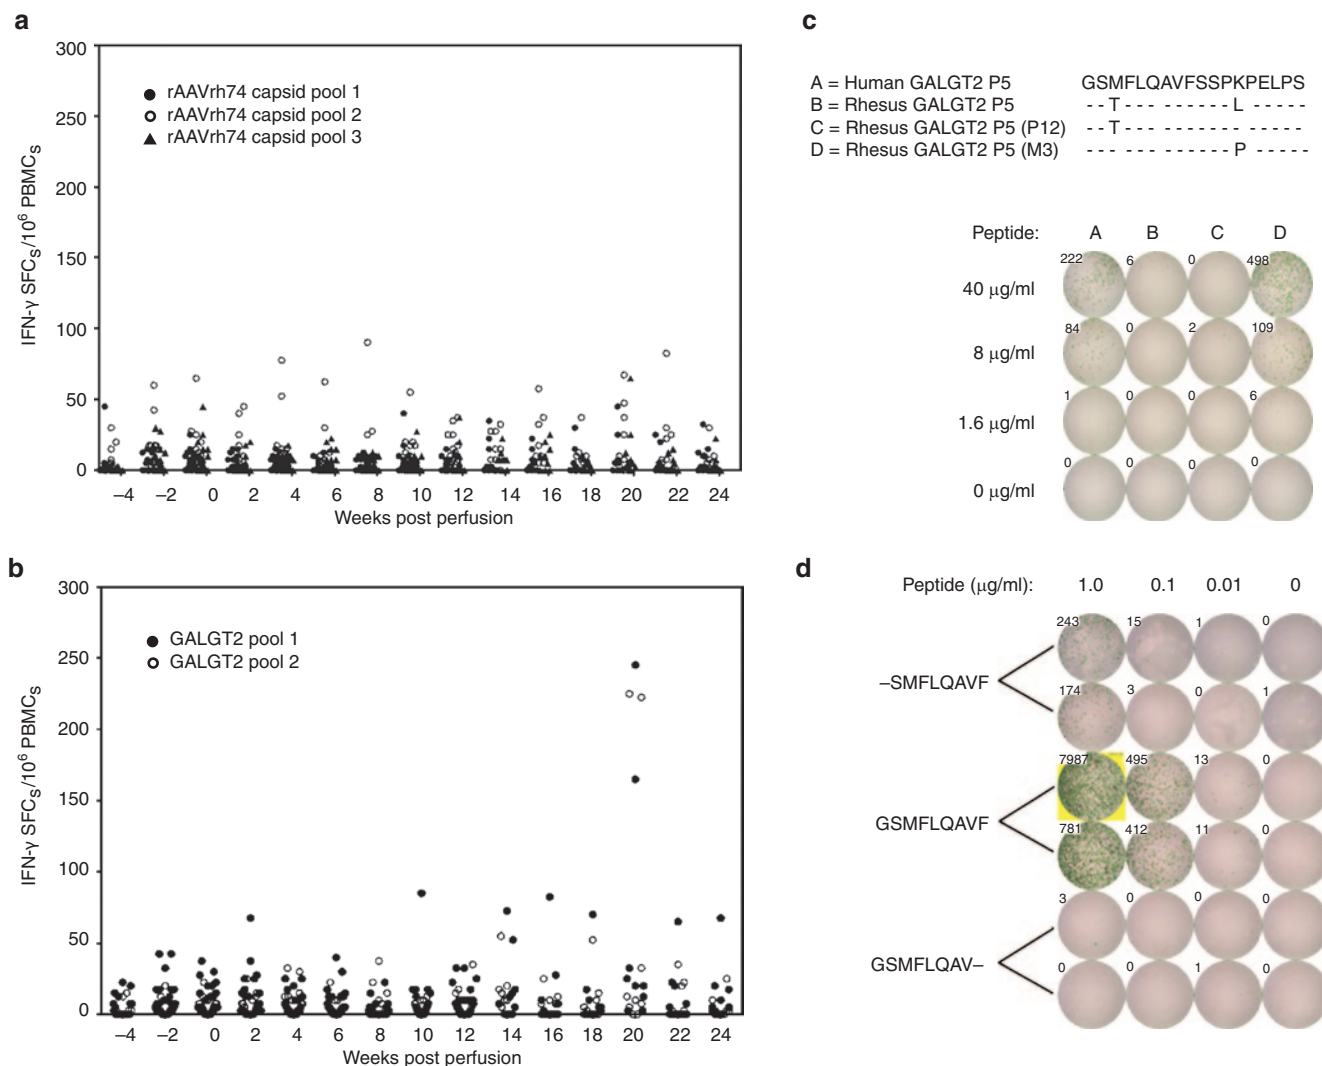 a
300
250
200
150
100
50
0
IFN-γ SFCs/10⁶ PBMCs
● rAAVrh74 capsid pool 1
○ rAAVrh74 capsid pool 2
▲ rAAVrh74 capsid pool 3
–4 –2 0 2 4 6 8 10 12 14 16 18 20 22 24
Weeks post perfusion
b
300
250
200
150
100
50
0
IFN-γ SFCs/10⁶ PBMCs
● GALGT2 pool 1
○ GALGT2 pool 2
–4 –2 0 2 4 6 8 10 12 14 16 18 20 22 24
Weeks post perfusion
c
A = Human GALGT2 P5 GSMFLQAVFSSPKPELPS
B = Rhesus GALGT2 P5 - - T - - - - - - - - - L - - - - -
C = Rhesus GALGT2 P5 (P12) - - T - - - - - - - - - - - - - - -
D = Rhesus GALGT2 P5 (M3) - - - - - - - - - - - - P - - - - -
Peptide: A B C D
40 μg/ml 222 6 0 498
8 μg/ml 84 0 2 109
1.6 μg/ml 1 0 0 6
0 μg/ml 0 0 0 0
d
Peptide (μg/ml): 1.0 0.1 0.01 0
243 15 1 0
–SMFLQAVF
174 3 0 1
7987 495 13 0
GSMFLQAVF
781 412 11 0
3 0 0 0
GSMFLQAV–
0 0 1 0